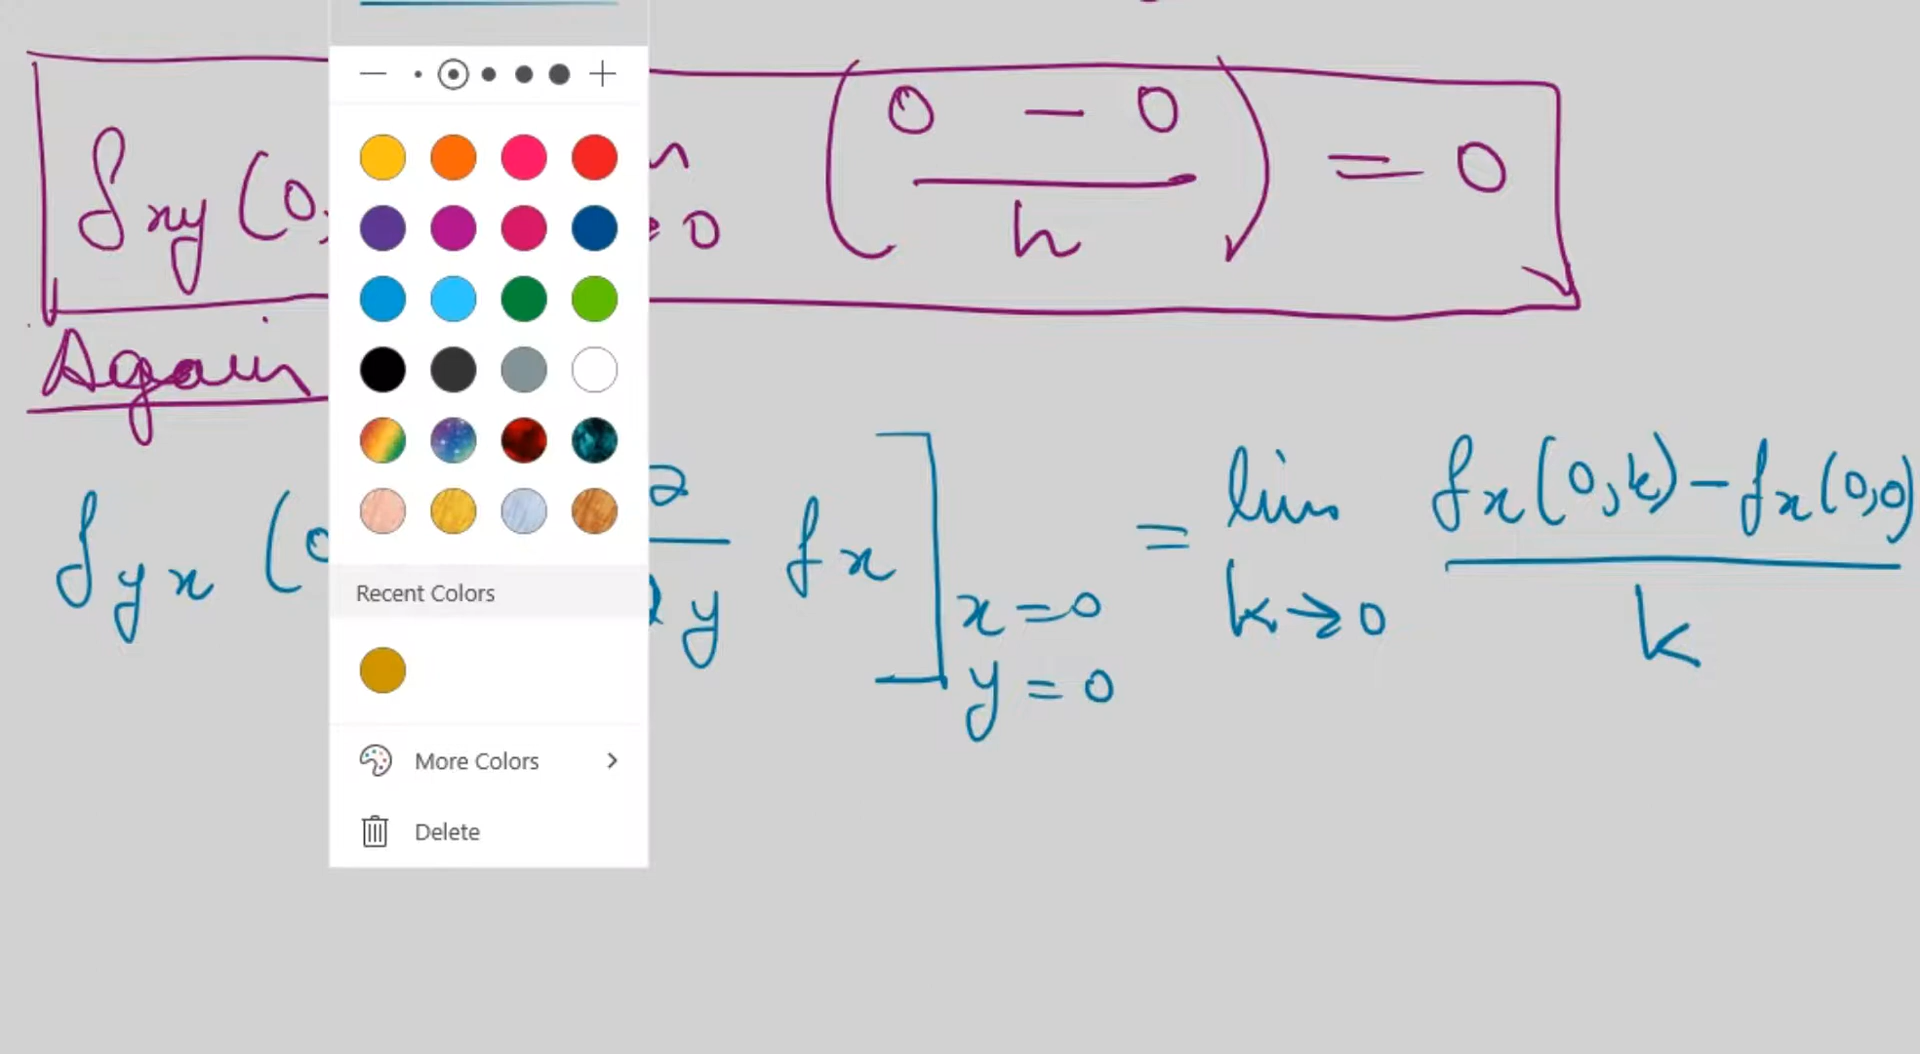 fxy (0, 0 ( 0 - 0 / h ) = 0
Again
fyx (0 2y fx ] x=0 y=0 = lim k→0 fx(0,k) - fx(0,0) / k
Recent Colors
More Colors
Delete